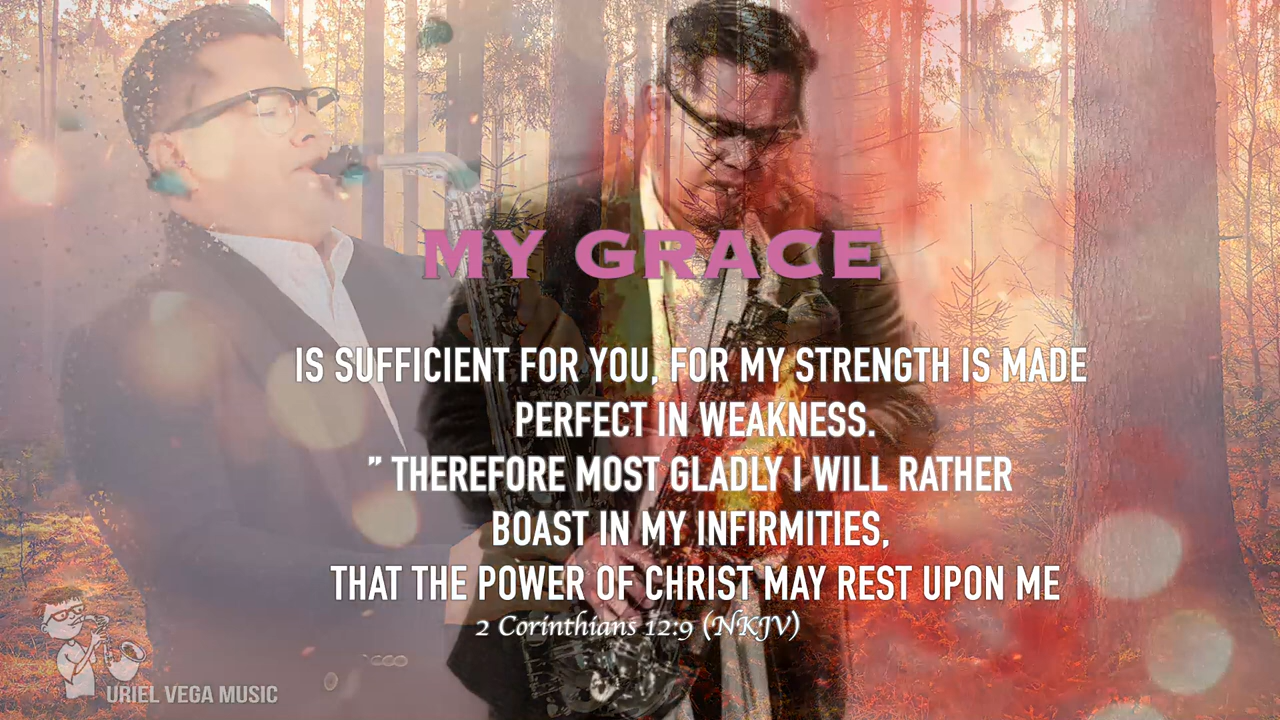 MY GRACE
IS SUFFICIENT FOR YOU, FOR MY STRENGTH IS MADE
PERFECT IN WEAKNESS.
” THEREFORE MOST GLADLY I WILL RATHER
BOAST IN MY INFIRMITIES,
THAT THE POWER OF CHRIST MAY REST UPON ME
2 Corinthians 12:9 (NKJV)
URIEL VEGA MUSIC